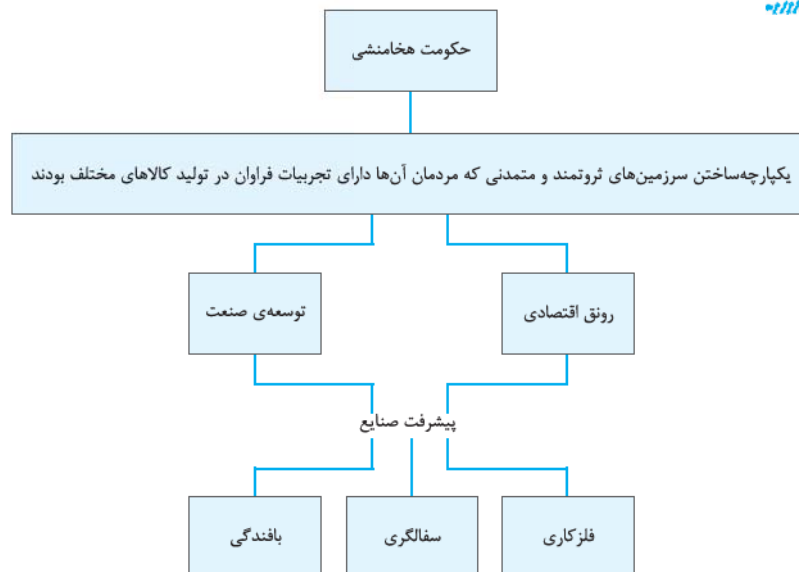 حکومت هخامنشی
یکپارچه‌ساختن سرزمین‌های ثروتمند و متمدنی که مردمان آن‌ها دارای تجربیات فراوان در تولید کالاهای مختلف بودند
رونق اقتصادی
توسعه‌ی صنعت
پیشرفت صنایع
فلزکاری
سفالگری
بافندگی